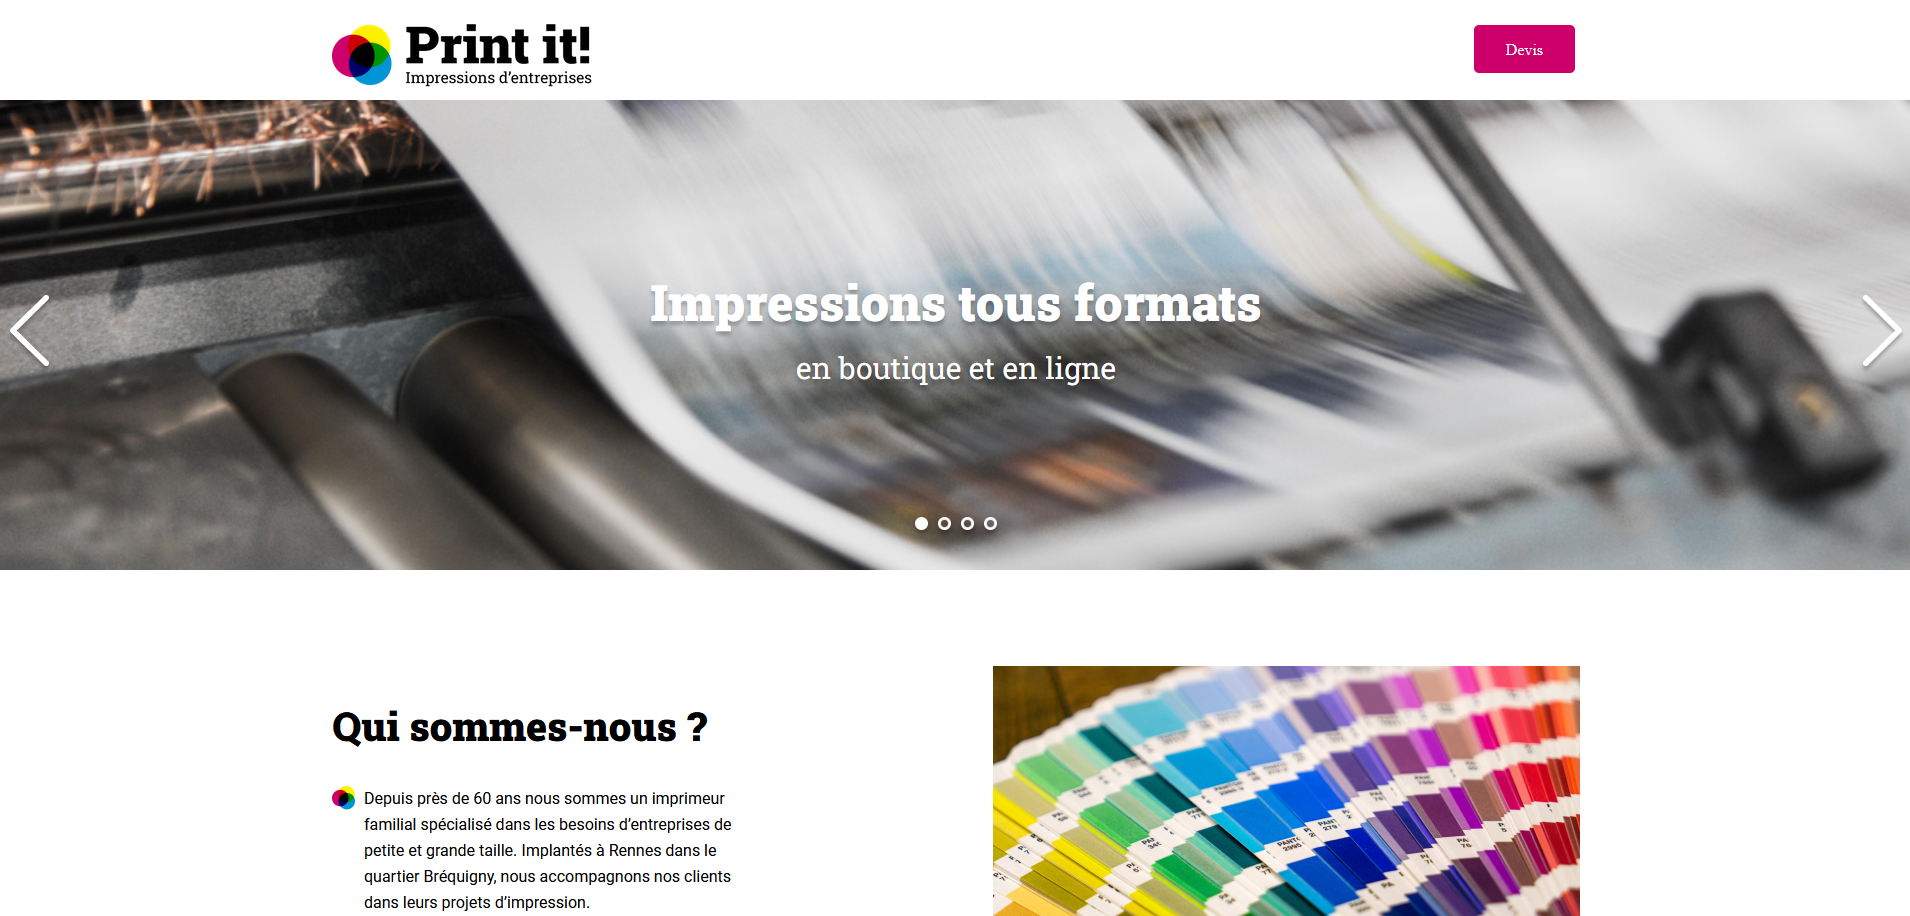 Print it!
Impressions d’entreprises
Devis
Impressions tous formats
en boutique et en ligne
Qui sommes-nous ?
Depuis près de 60 ans nous sommes un imprimeur
familial spécialisé dans les besoins d’entreprises de
petite et grande taille. Implantés à Rennes dans le
quartier Bréquigny, nous accompagnons nos clients
dans leurs projets d’impression.